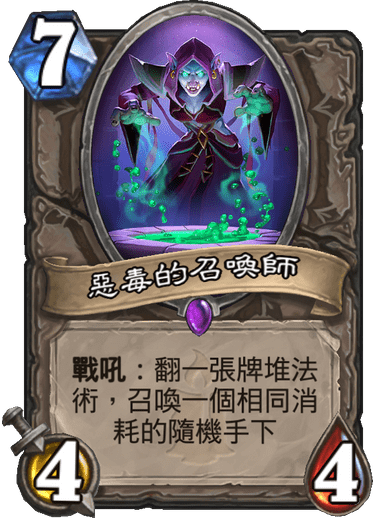 7
惡毒的召喚師
戰吼：翻一張牌堆法
術，召喚一個相同消
耗的隨機手下
4
4